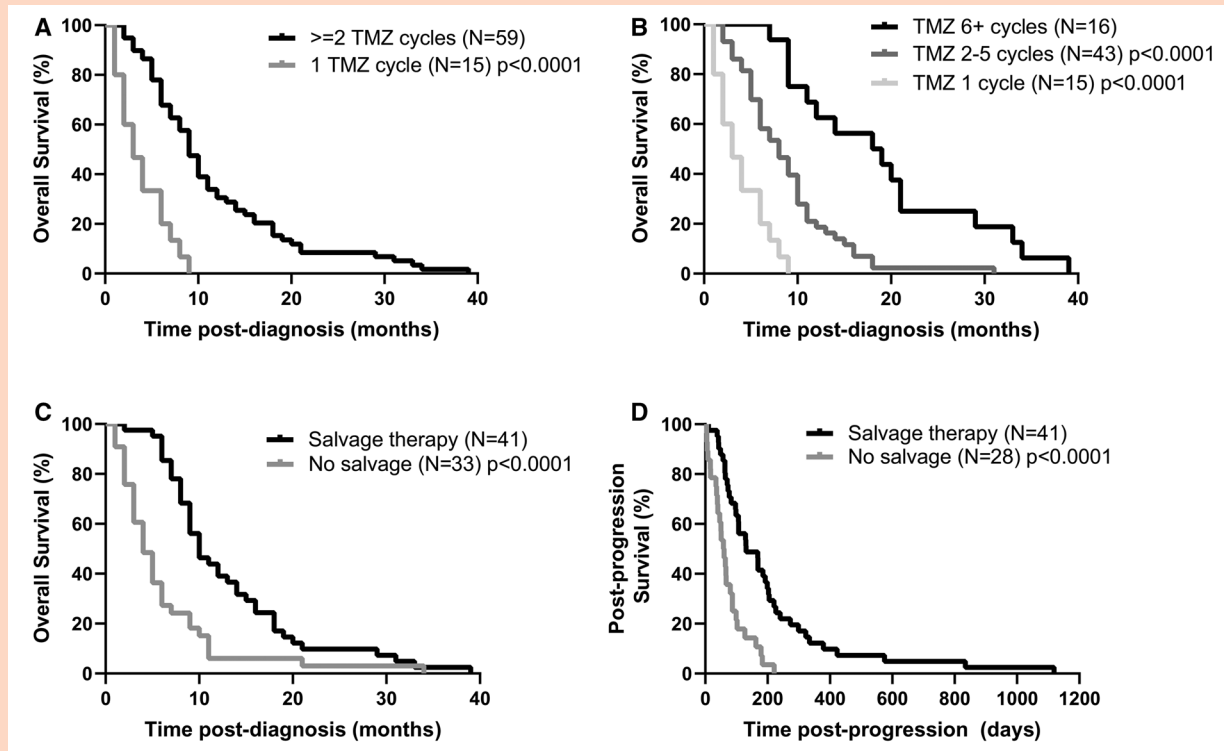 A
100
80
60
40
20
0
Overall Survival (%)
>=2 TMZ cycles (N=59)
1 TMZ cycle (N=15) p<0.0001
0 10 20 30 40
Time post-diagnosis (months)
B
100
80
60
40
20
0
Overall Survival (%)
TMZ 6+ cycles (N=16)
TMZ 2-5 cycles (N=43) p<0.0001
TMZ 1 cycle (N=15) p<0.0001
0 10 20 30 40
Time post-diagnosis (months)
C
100
80
60
40
20
0
Overall Survival (%)
Salvage therapy (N=41)
No salvage (N=33) p<0.0001
0 10 20 30 40
Time post-diagnosis (months)
D
100
80
60
40
20
0
Post-progression
Survival (%)
Salvage therapy (N=41)
No salvage (N=28) p<0.0001
0 200 400 600 800 1000 1200
Time post-progression (days)